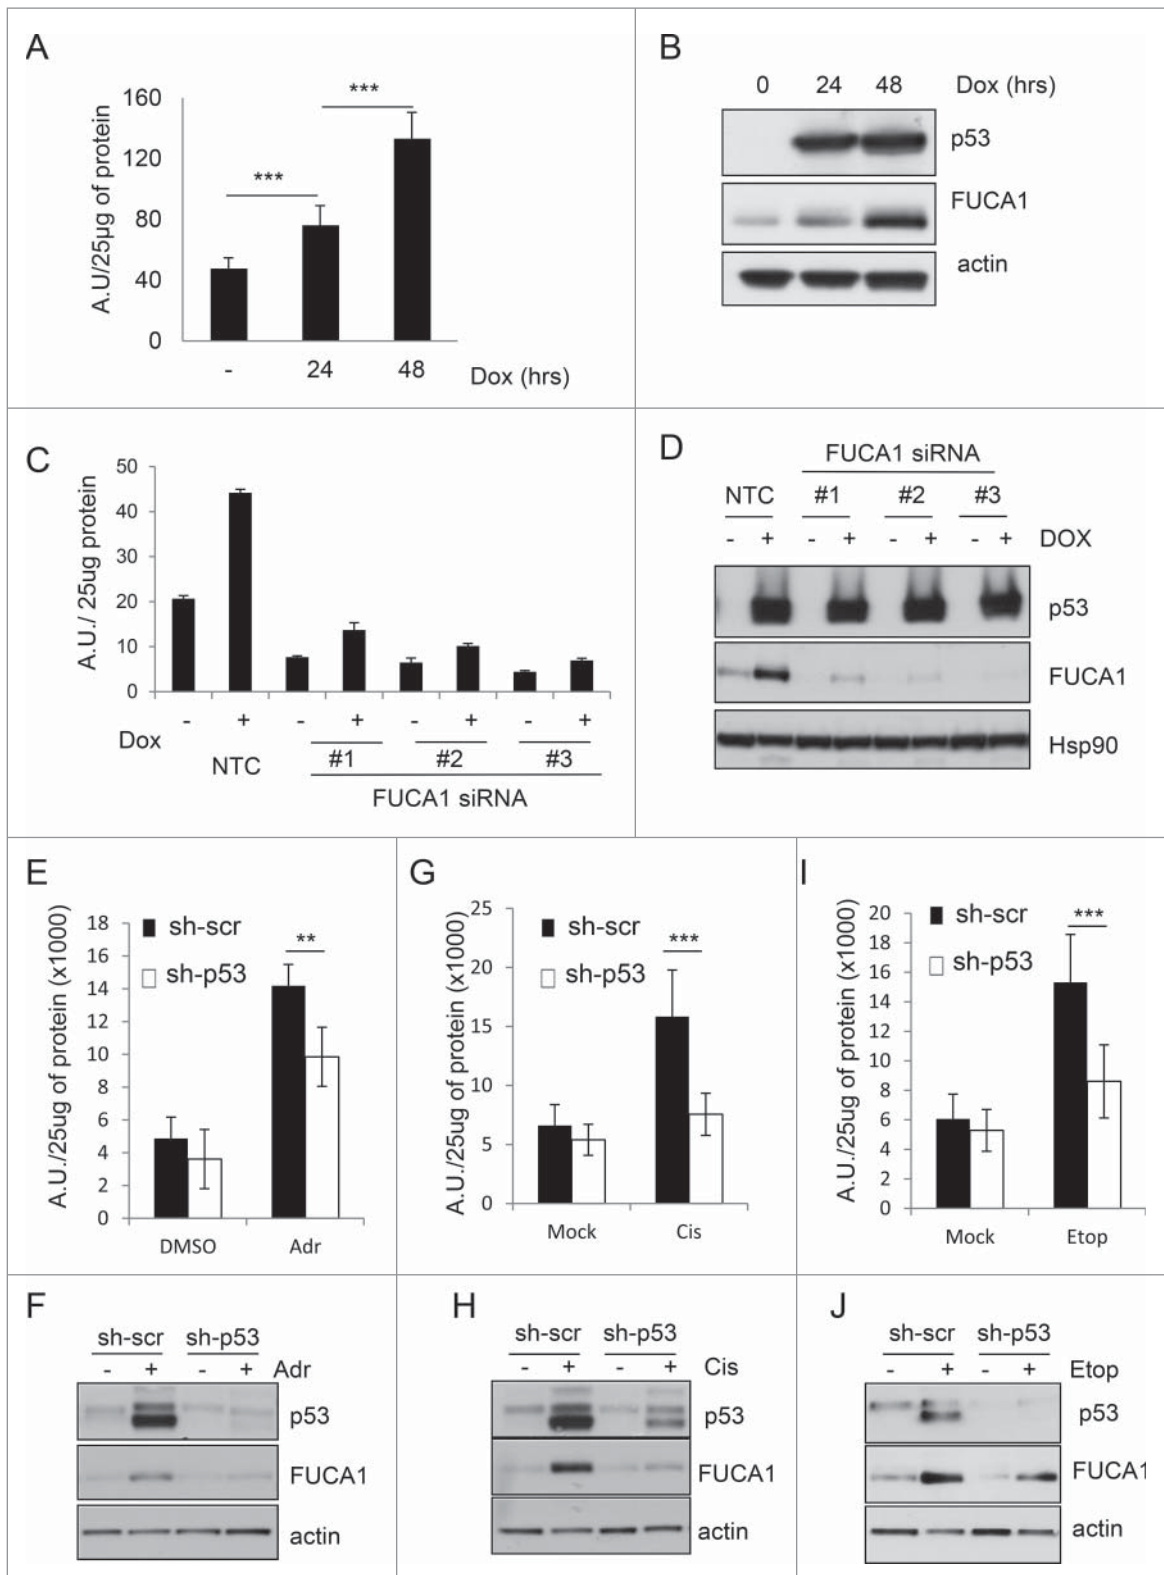 A
A.U/25µg of protein
160
120
80
40
0
***
***
- 24 48 Dox (hrs)
B
0 24 48 Dox (hrs)
p53
FUCA1
actin
C
A.U./ 25ug protein
50
40
30
20
10
0
- + - + - + - +
Dox
NTC #1 #2 #3
FUCA1 siRNA
D
FUCA1 siRNA
NTC #1 #2 #3
- + - + - + - + DOX
p53
FUCA1
Hsp90
E
A.U./25ug of protein (x1000)
18
16
14
12
10
8
6
4
2
0
sh-scr
sh-p53
**
DMSO Adr
G
A.U./25ug of protein (x1000)
25
20
15
10
5
0
sh-scr
sh-p53
***
Mock Cis
I
A.U./25ug of protein (x1000)
20
18
16
14
12
10
8
6
4
2
0
sh-scr
sh-p53
***
Mock Etop
F
sh-scr sh-p53
- + - + Adr
p53
FUCA1
actin
H
sh-scr sh-p53
- + - + Cis
p53
FUCA1
actin
J
sh-scr sh-p53
- + - + Etop
p53
FUCA1
actin